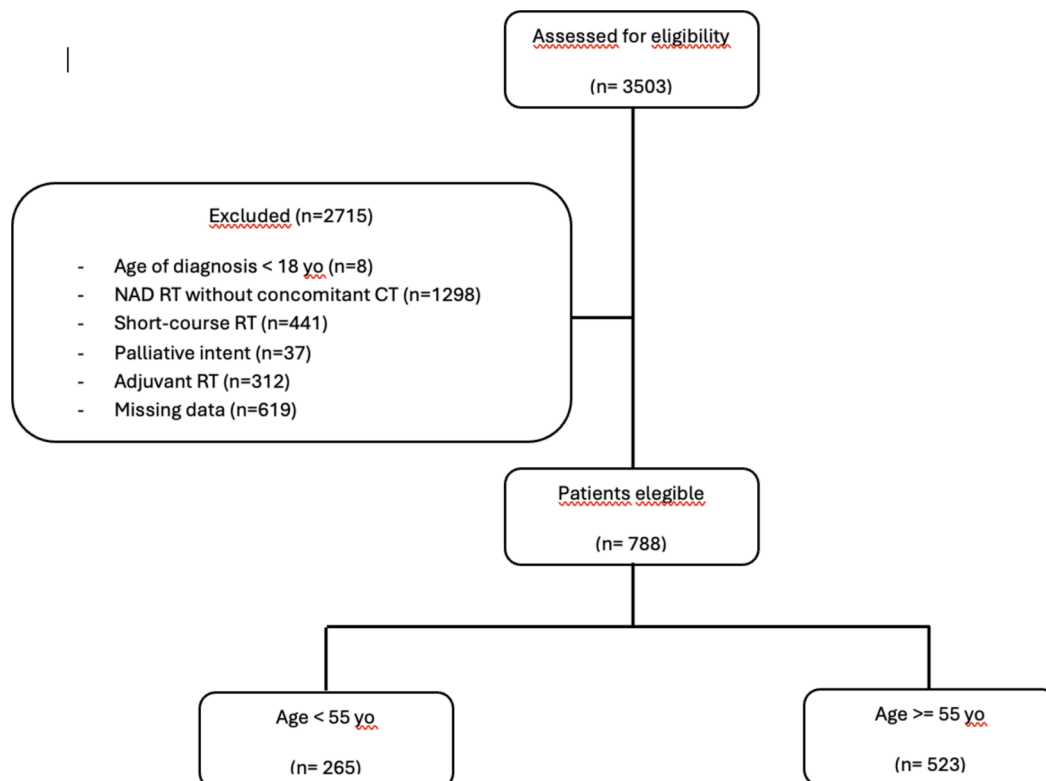 Assessed for eligibility
(n= 3503)
Excluded (n=2715)
- Age of diagnosis < 18 yo (n=8)
- NAD RT without concomitant CT (n=1298)
- Short-course RT (n=441)
- Palliative intent (n=37)
- Adjuvant RT (n=312)
- Missing data (n=619)
Patients elegible
(n= 788)
Age < 55 yo
(n= 265)
Age >= 55 yo
(n= 523)